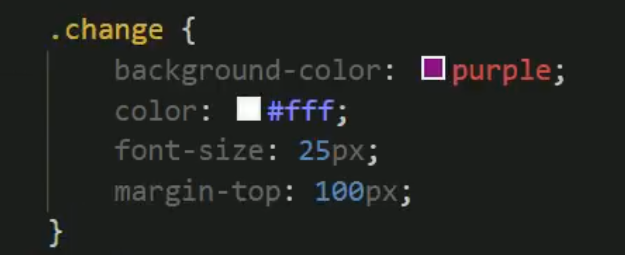 .change {
    background-color: purple;
    color: #fff;
    font-size: 25px;
    margin-top: 100px;
}